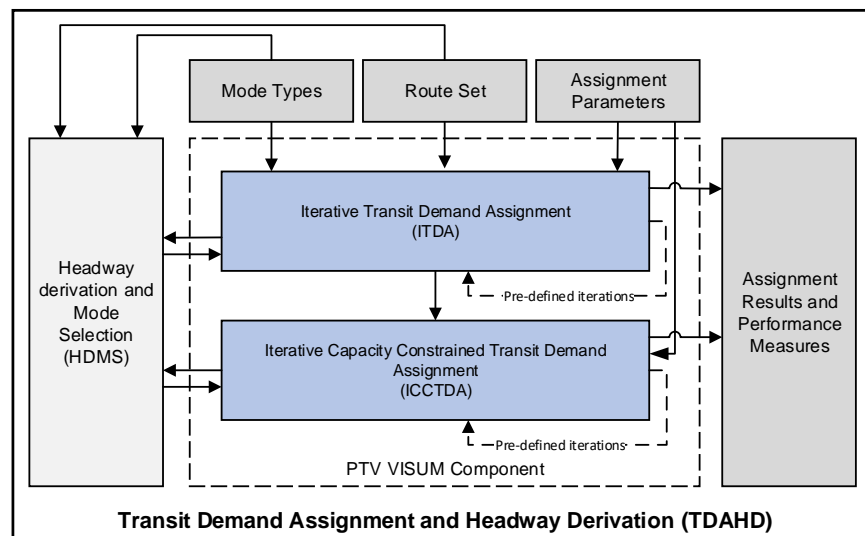 Mode Types
Route Set
Assignment
Parameters
Iterative Transit Demand Assignment
(ITDA)
Pre-defined iterations
Headway
derivation and
Mode
Selection
(HDMS)
Assignment
Results and
Performance
Measures
Iterative Capacity Constrained Transit Demand
Assignment
(ICCTDA)
Pre-defined iterations
PTV VISUM Component
Transit Demand Assignment and Headway Derivation (TDAHD)